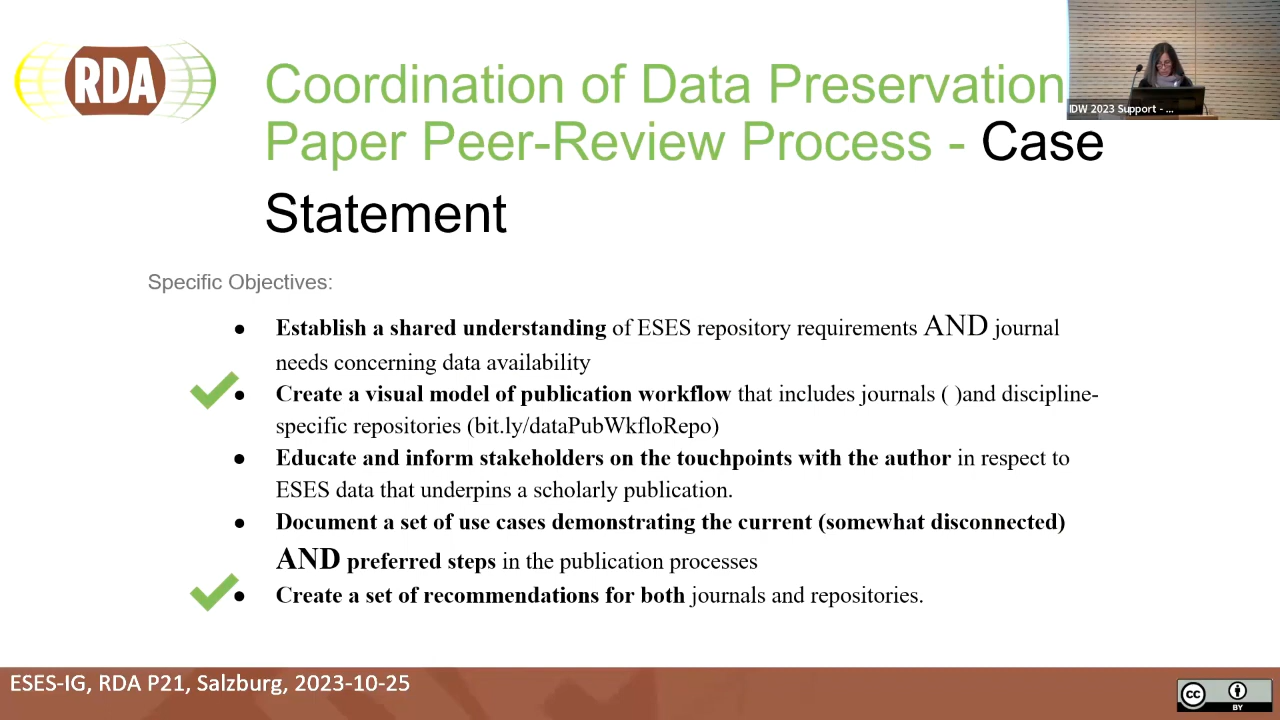 RDA
Coordination of Data Preservation
Paper Peer-Review Process - Case
Statement
IDW 2023 Support - ...
Specific Objectives:
● Establish a shared understanding of ESES repository requirements AND journal
needs concerning data availability
● Create a visual model of publication workflow that includes journals ( )and discipline-
specific repositories (bit.ly/dataPubWkfloRepo)
● Educate and inform stakeholders on the touchpoints with the author in respect to
ESES data that underpins a scholarly publication.
● Document a set of use cases demonstrating the current (somewhat disconnected)
AND preferred steps in the publication processes
● Create a set of recommendations for both journals and repositories.
ESES-IG, RDA P21, Salzburg, 2023-10-25
cc
BY